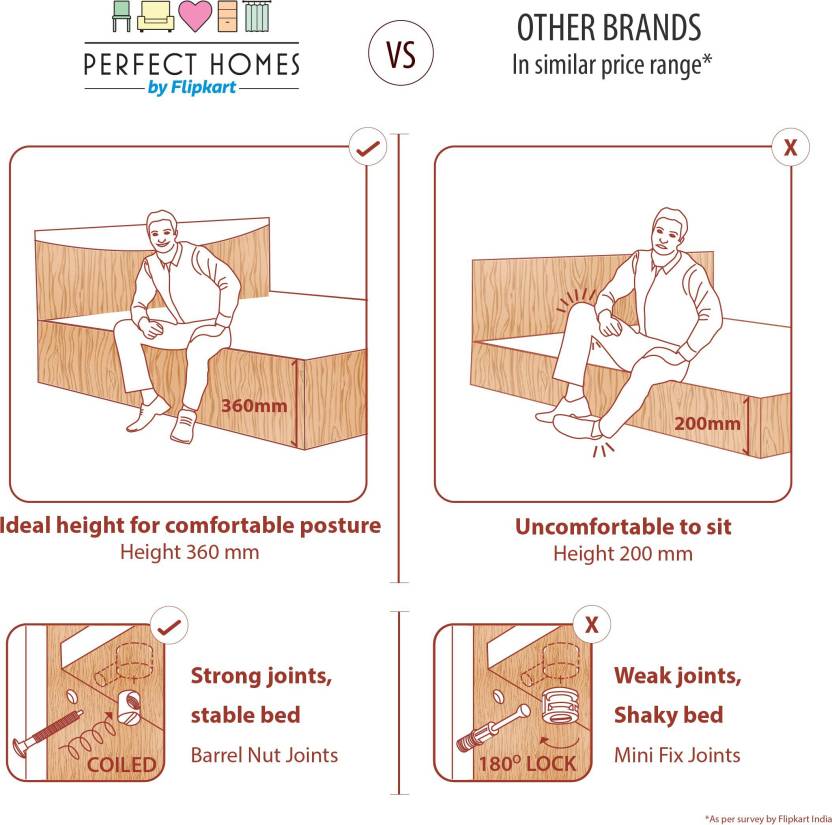 PERFECT HOMES
by Flipkart
VS
OTHER BRANDS
In similar price range*
X
360mm
200mm
Ideal height for comfortable posture
Height 360 mm
Uncomfortable to sit
Height 200 mm
COILED
Strong joints,
stable bed
Barrel Nut Joints
X
180⁰ LOCK
Weak joints,
Shaky bed
Mini Fix Joints
*As per survey by Flipkart India